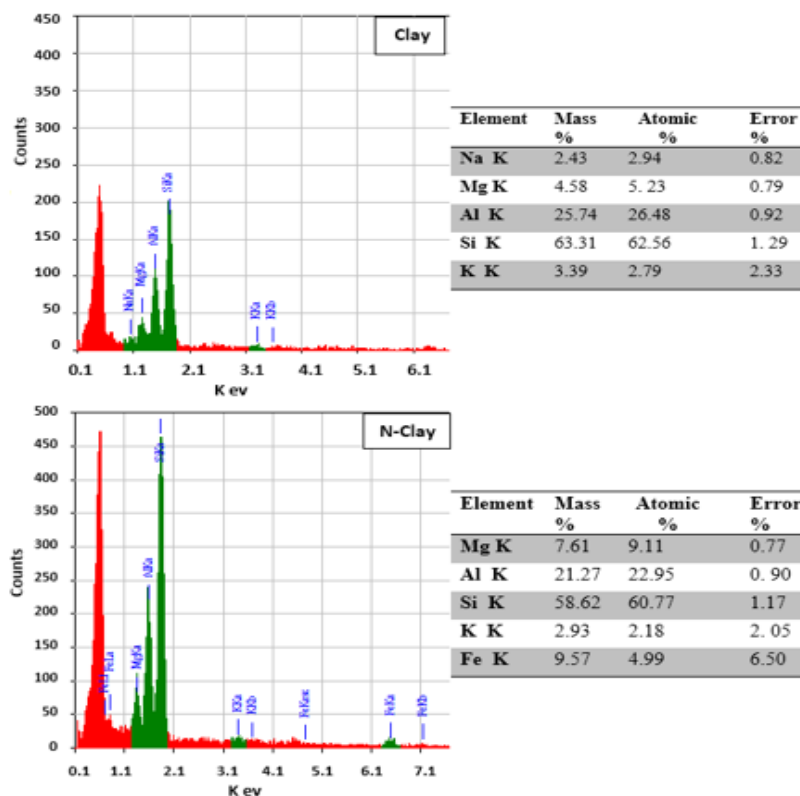 Clay
450
400
350
300
250
200
150
100
50
0
Counts
NaKa
MgKa
AlKa
SiKa
KKa
KKb
0.1 1.1 2.1 3.1 4.1 5.1 6.1
K ev
Element Mass % Atomic % Error %
Na K 2.43 2.94 0.82
Mg K 4.58 5. 23 0.79
Al K 25.74 26.48 0.92
Si K 63.31 62.56 1. 29
K K 3.39 2.79 2.33
N-Clay
500
450
400
350
300
250
200
150
100
50
0
Counts
FeLa
MgKa
AlKa
SiKa
KKa
KKb
FeKesc
FeKa
FeKb
0.1 1.1 2.1 3.1 4.1 5.1 6.1 7.1
K ev
Element Mass % Atomic % Error %
Mg K 7.61 9.11 0.77
Al K 21.27 22.95 0. 90
Si K 58.62 60.77 1.17
K K 2.93 2.18 2. 05
Fe K 9.57 4.99 6.50